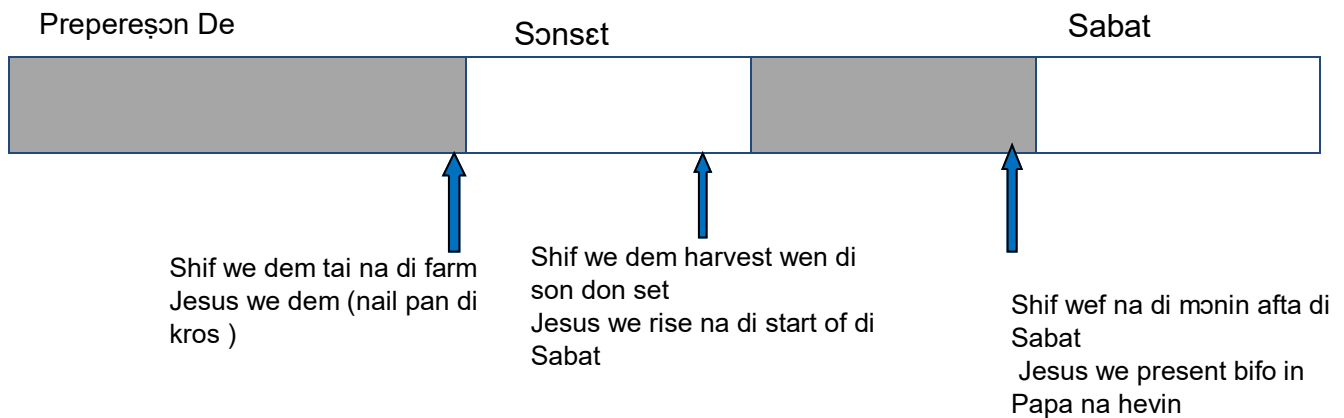 Prepereṣɔn De
Sɔnsɛt
Sabat
Shif we dem tai na di farm
Jesus we dem (nail pan di
kros )
Shif we dem harvest wen di
son don set
Jesus we rise na di start of di
Sabat
Shif wef na di mɔnin afta di
Sabat
Jesus we present bifo in
Papa na hevin